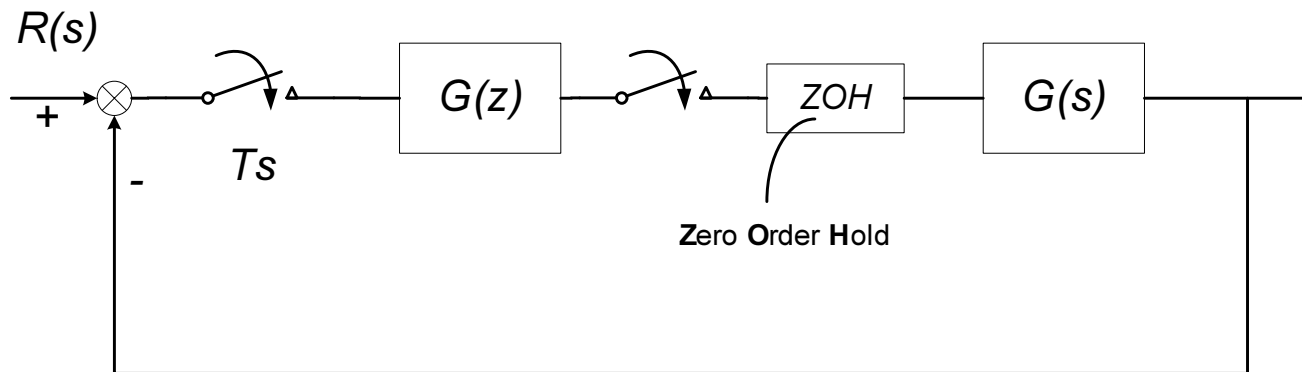 R(s)
+
-
Ts
G(z)
ZOH
G(s)
Zero Order Hold